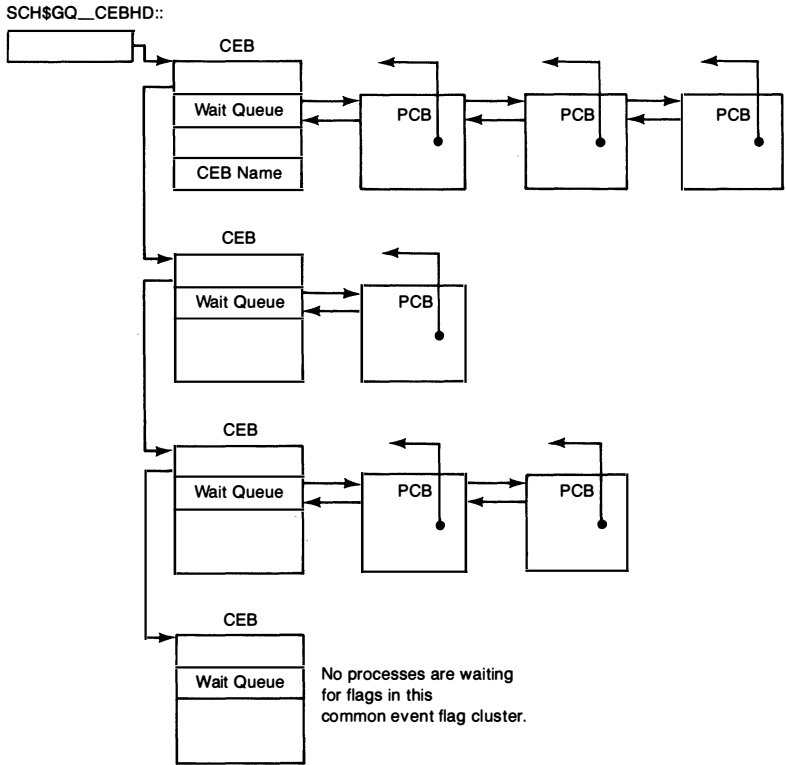 SCH$GQ__CEBHD::
CEB
Wait Queue
PCB
PCB
PCB
CEB Name
CEB
Wait Queue
PCB
CEB
Wait Queue
PCB
PCB
CEB
Wait Queue
No processes are waiting
for flags in this
common event flag cluster.